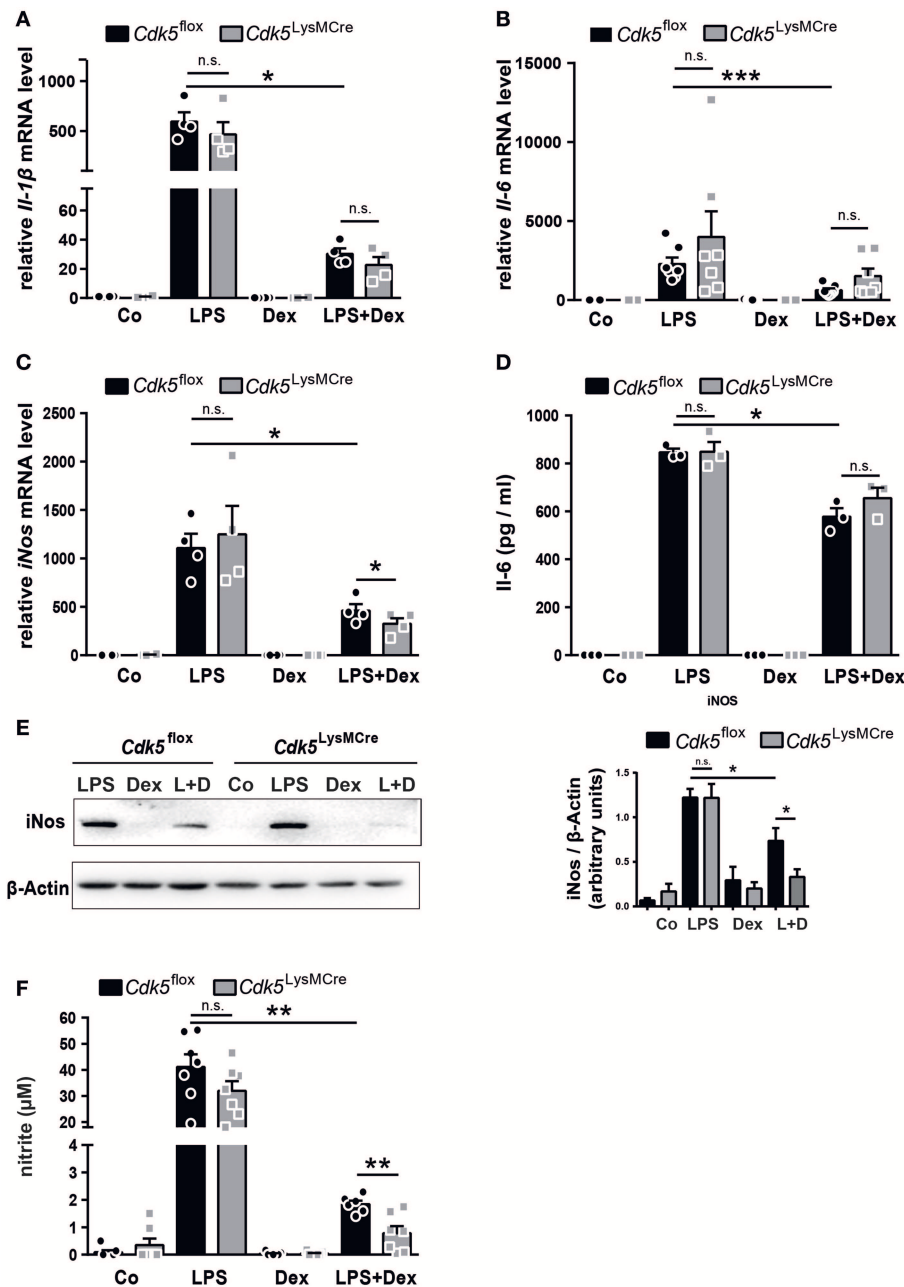 A
Cdk5flox Cdk5LysMCre
relative Il-1β mRNA level
1000
500
60
40
20
0
n.s.
*
n.s.
Co LPS Dex LPS+Dex
B
Cdk5flox Cdk5LysMCre
relative Il-6 mRNA level
15000
10000
5000
0
n.s.
***
n.s.
Co LPS Dex LPS+Dex
C
Cdk5flox Cdk5LysMCre
relative iNos mRNA level
2500
2000
1500
1000
500
0
n.s.
*
*
Co LPS Dex LPS+Dex
D
Cdk5flox Cdk5LysMCre
Il-6 (pg / ml)
1000
800
600
400
200
0
n.s.
*
n.s.
Co LPS Dex LPS+Dex
E
Cdk5flox Cdk5LysMCre
LPS Dex L+D Co LPS Dex L+D
iNos
β-Actin
iNOS
Cdk5flox Cdk5LysMCre
iNos / β-Actin
(arbitrary units)
1.5
1.0
0.5
0.0
n.s.
*
*
Co LPS Dex L+D
F
Cdk5flox Cdk5LysMCre
nitrite (µM)
60
50
40
30
20
4
3
2
1
0
n.s.
**
**
Co LPS Dex LPS+Dex